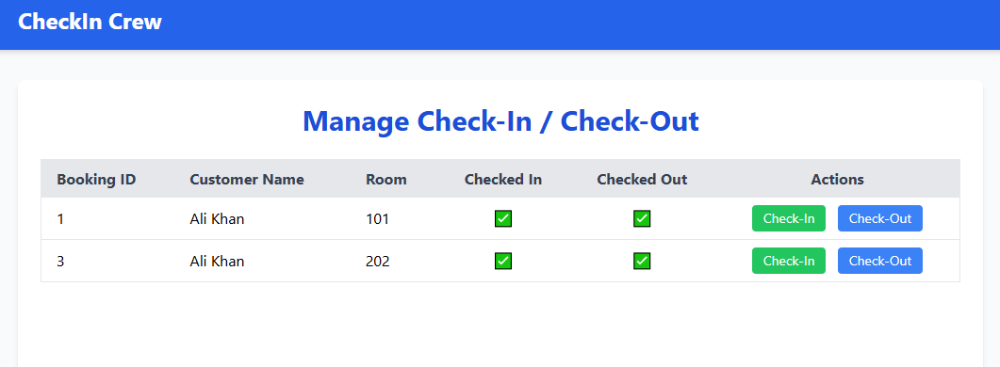 CheckIn Crew
Manage Check-In / Check-Out
Booking ID Customer Name Room Checked In Checked Out Actions
1 Ali Khan 101 ✅ ✅ Check-In Check-Out
3 Ali Khan 202 ✅ ✅ Check-In Check-Out